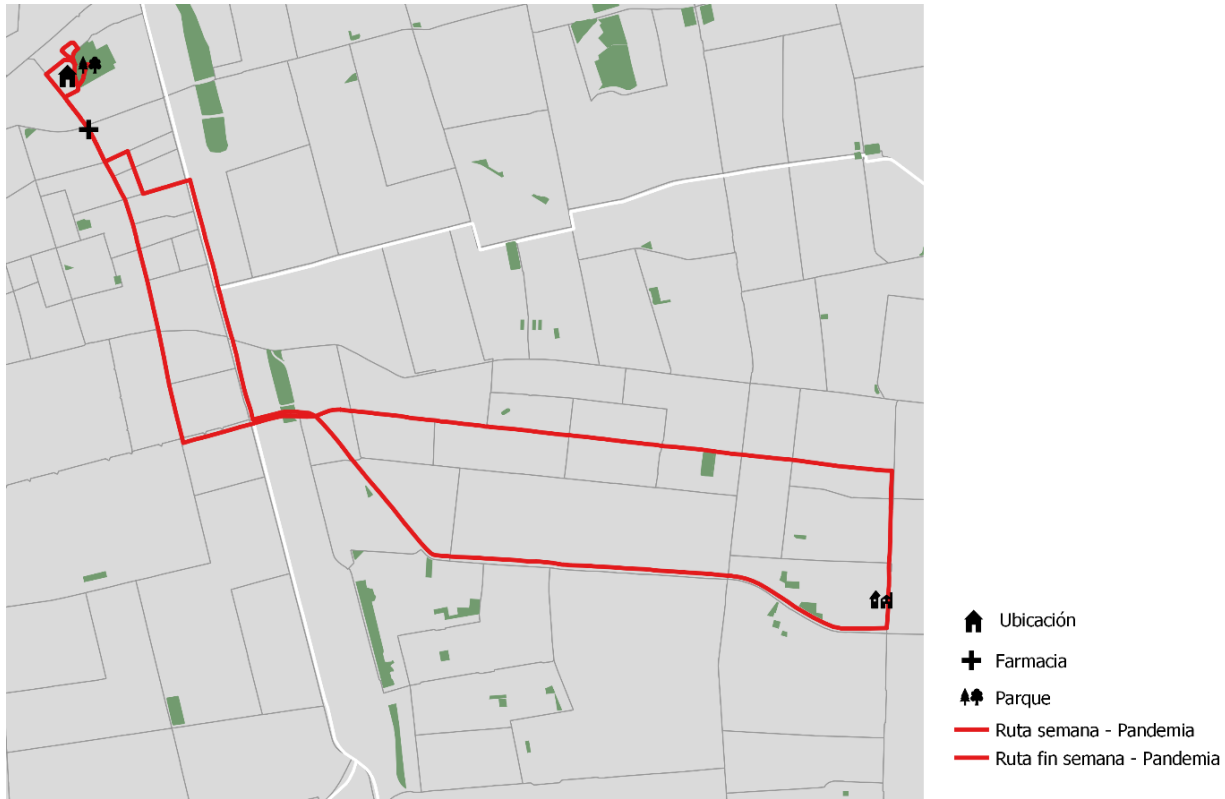 Ubicación
Farmacia
Parque
Ruta semana - Pandemia
Ruta fin semana - Pandemia